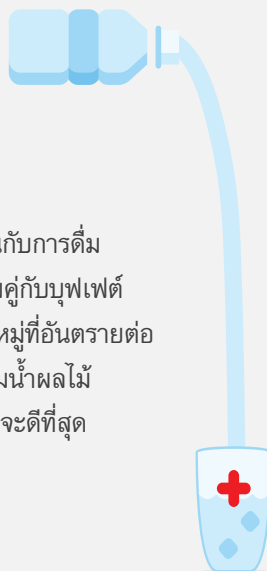 กับการดื่ม
คู่กับบุฟเฟต์
หมู่ที่อันตรายต่อ
น้ำผลไม้
จะดีที่สุด